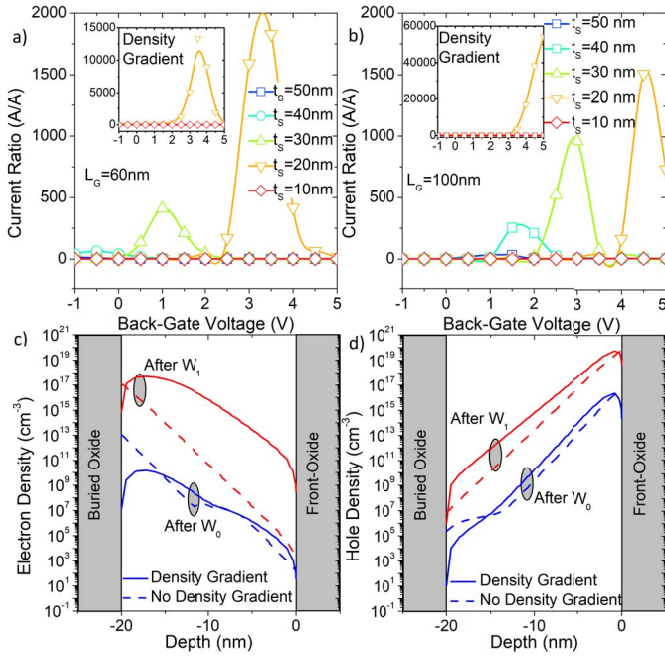 a)
2000
1500
1000
500
0
Current Ratio (A/A)
15000
10000
5000
0
-1 0 1 2 3 4 5
Density
Gradient
t_G=50nm
t_S=40nm
t_S=30nm
t_S=20nm
t_S=10nm
L_G=60nm
-1 0 1 2 3 4 5
Back-Gate Voltage (V)
b)
2000
1500
1000
500
0
Current Ratio (A/A)
60000
40000
20000
0
-1 0 1 2 3 4 5
Density
Gradient
t_S=50 nm
t_S=40 nm
t_S=30 nm
t_S=20 nm
t_S=10 nm
L_G=100nm
-1 0 1 2 3 4 5
Back-Gate Voltage (V)
c)
10^21
10^19
10^17
10^15
10^13
10^11
10^9
10^7
10^5
10^3
10^1
10^-1
Electron Density (cm^-3)
Buried Oxide
After W_1
After W_0
Front-Oxide
Density Gradient
No Density Gradient
-20 -10 0
Depth (nm)
d)
10^21
10^19
10^17
10^15
10^13
10^11
10^9
10^7
10^5
10^3
10^1
10^-1
Hole Density (cm^-3)
Buried Oxide
After W_1
After W_0
Front-Oxide
Density Gradient
No Density Gradient
-20 -10 0
Depth (nm)